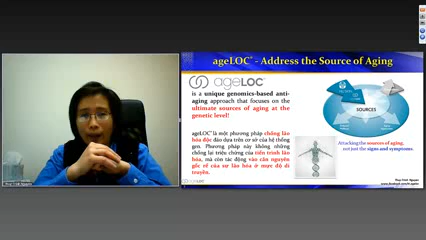 ageLOC™ - Address the Source of Aging
ageLOC™
is a unique genomics-based anti-
aging approach that focuses on the
ultimate sources of aging at the
genetic level!
SOURCES
ageLOC™ là một phương pháp chống lão
hóa độc đáo dựa trên cơ sở của hệ thống
gen. Phương pháp này không những
chống lại triệu chứng của tiến trình lão
hóa, mà còn tác động vào căn nguyên
gốc rễ của sự lão hóa ở mức độ di
truyền.
Attacking the sources of aging,
not just the signs and symptoms.